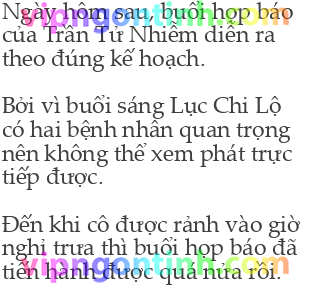 Ngày hôm sau, buổi họp báo
vipngontinh.com
của Trần Tử Nhiễm diễn ra
theo đúng kế hoạch.
Bởi vì buổi sáng Lục Chi Lộ
có hai bệnh nhân quan trọng
nên không thể xem phát trực
tiếp được.
Đến khi cô được rảnh vào giờ
nghỉ trưa thì buổi họp báo đã
vipngontinh.com
tiến hành được quá nửa rồi.